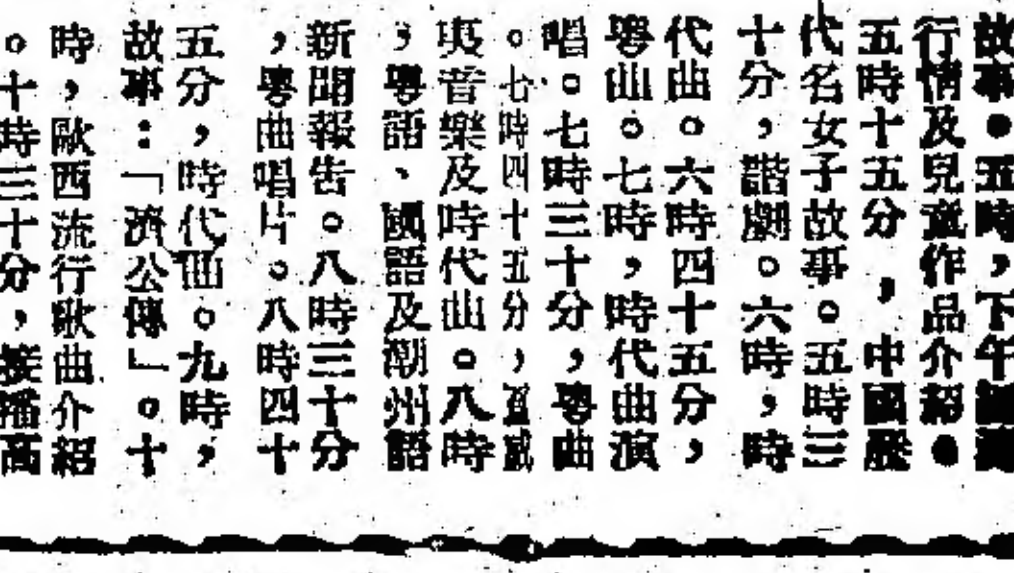 故事。五時,下午
行情及兒童作品介紹。
五時十五分,中國歷
代名女子故事。五時三
十分,諧劇。六時,時
代曲。六時四十五分,
粵曲。七時,時代曲演
唱。七時三十分,粵曲
。七時四十五分,夏威
夷音樂及時代曲。八時
,粵語、國語及潮州語
新聞報告。八時三十分
,粵曲唱片。八時四十
五分,時代曲。九時,
故事:「濟公傳」。十
時,歐西流行歌曲介紹
。十時三十分,接播高